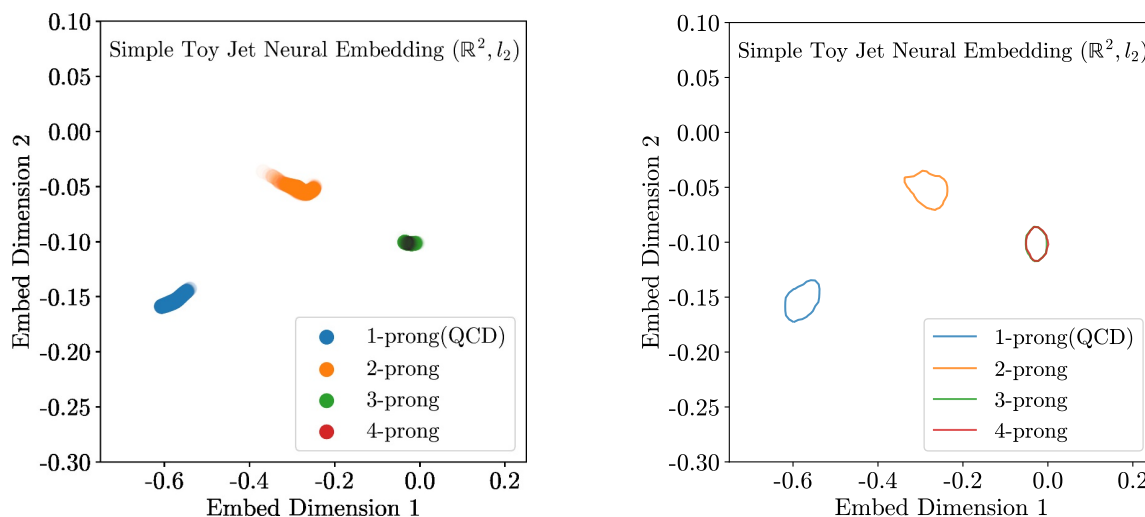 Simple Toy Jet Neural Embedding (ℝ², l₂)
Embed Dimension 2
0.10
0.05
0.00
-0.05
-0.10
-0.15
-0.20
-0.25
-0.30
1-prong(QCD)
2-prong
3-prong
4-prong
-0.6
-0.4
-0.2
0.0
0.2
Embed Dimension 1
Simple Toy Jet Neural Embedding (ℝ², l₂)
Embed Dimension 2
0.10
0.05
0.00
-0.05
-0.10
-0.15
-0.20
-0.25
-0.30
1-prong(QCD)
2-prong
3-prong
4-prong
-0.6
-0.4
-0.2
0.0
0.2
Embed Dimension 1